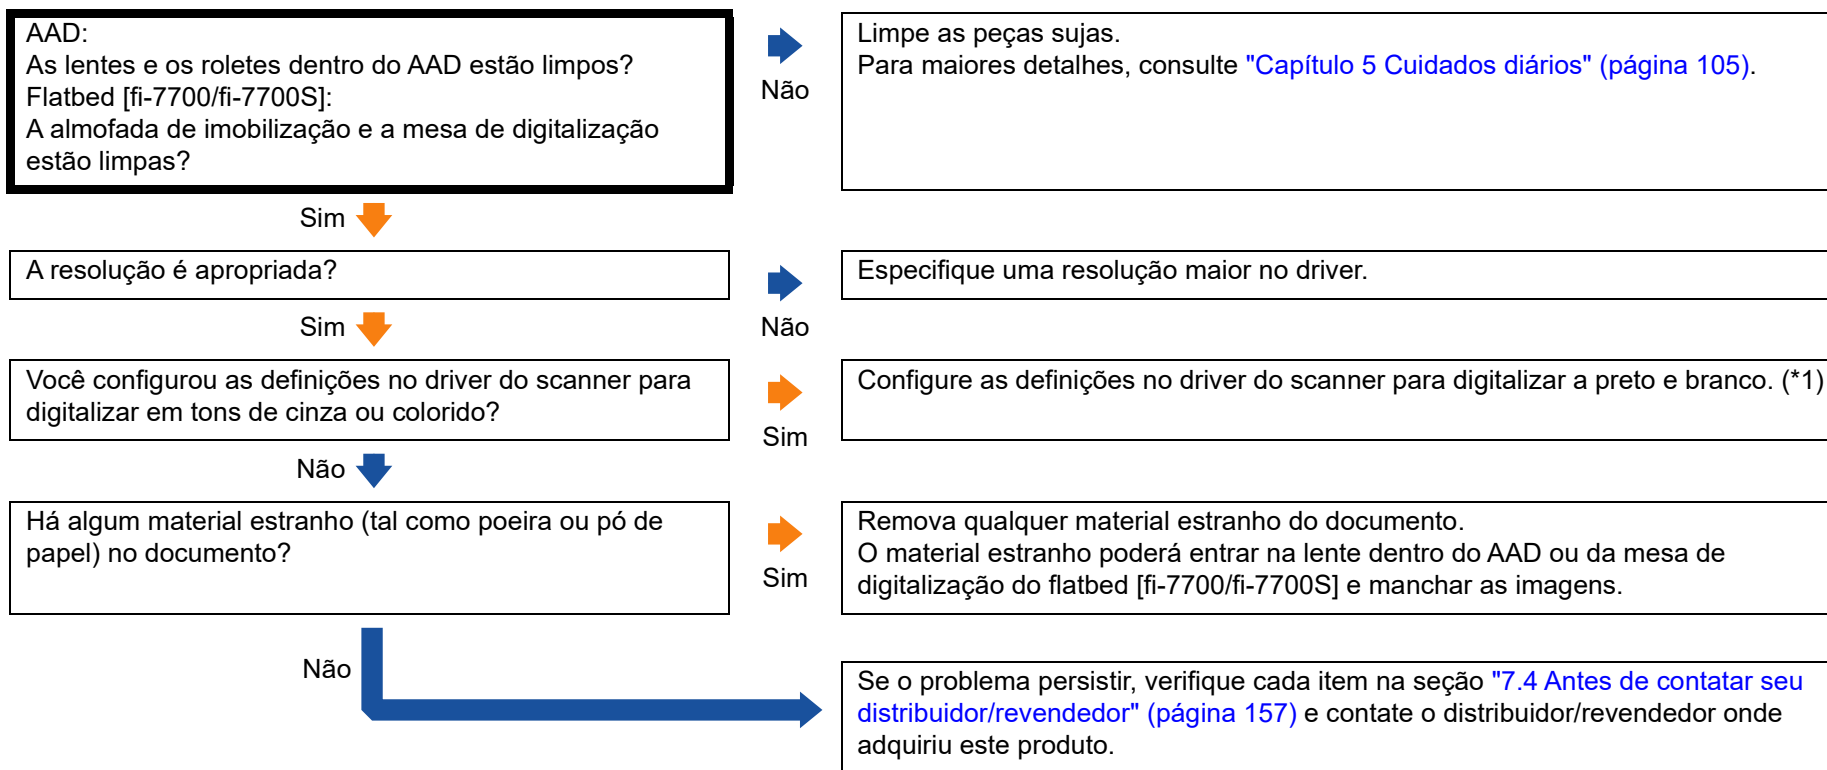 AAD:
As lentes e os roletes dentro do AAD estão limpos?
Flatbed [fi-7700/fi-7700S]:
A almofada de imobilização e a mesa de digitalização
estão limpas?
Não
Limpe as peças sujas.
Para maiores detalhes, consulte "Capítulo 5 Cuidados diários" (página 105).
Sim
A resolução é apropriada?
Não
Especifique uma resolução maior no driver.
Sim
Você configurou as definições no driver do scanner para
digitalizar em tons de cinza ou colorido?
Sim
Configure as definições no driver do scanner para digitalizar a preto e branco. (*1)
Não
Há algum material estranho (tal como poeira ou pó de
papel) no documento?
Sim
Remova qualquer material estranho do documento.
O material estranho poderá entrar na lente dentro do AAD ou da mesa de
digitalização do flatbed [fi-7700/fi-7700S] e manchar as imagens.
Não
Se o problema persistir, verifique cada item na seção "7.4 Antes de contatar seu
distribuidor/revendedor" (página 157) e contate o distribuidor/revendedor onde
adquiriu este produto.